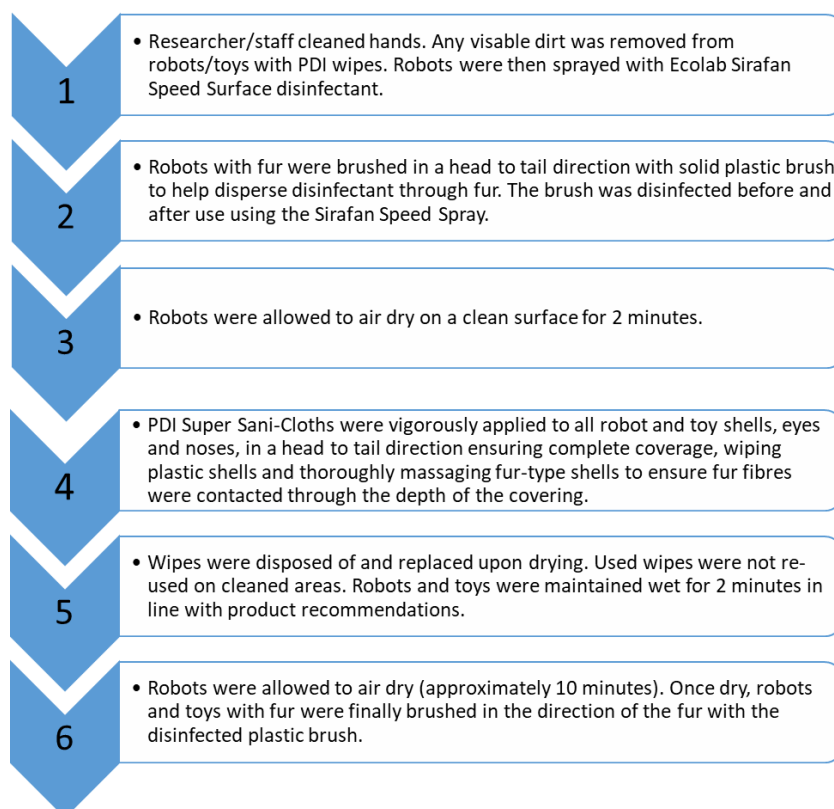 1
• Researcher/staff cleaned hands. Any visable dirt was removed from
robots/toys with PDI wipes. Robots were then sprayed with Ecolab Sirafan
Speed Surface disinfectant.
2
• Robots with fur were brushed in a head to tail direction with solid plastic brush
to help disperse disinfectant through fur. The brush was disinfected before and
after use using the Sirafan Speed Spray.
3
• Robots were allowed to air dry on a clean surface for 2 minutes.
4
• PDI Super Sani-Cloths were vigorously applied to all robot and toy shells, eyes
and noses, in a head to tail direction ensuring complete coverage, wiping
plastic shells and thoroughly massaging fur-type shells to ensure fur fibres
were contacted through the depth of the covering.
5
• Wipes were disposed of and replaced upon drying. Used wipes were not re-
used on cleaned areas. Robots and toys were maintained wet for 2 minutes in
line with product recommendations.
6
• Robots were allowed to air dry (approximately 10 minutes). Once dry, robots
and toys with fur were finally brushed in the direction of the fur with the
disinfected plastic brush.